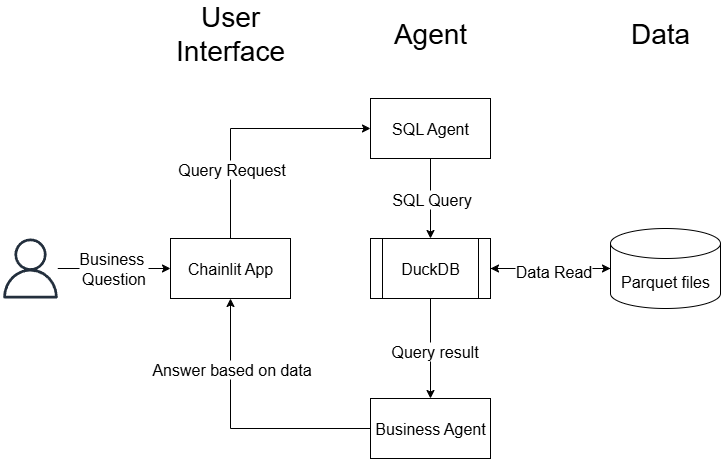 User
Interface
Agent
Data
SQL Agent
Query Request
SQL Query
Business
Question
Chainlit App
DuckDB
Data Read
Parquet files
Query result
Answer based on data
Business Agent